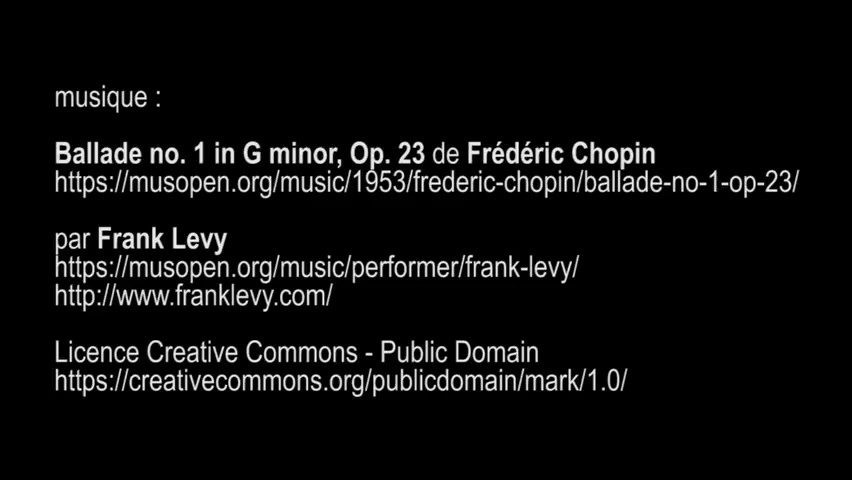 musique :
Ballade no. 1 in G minor, Op. 23 de Frédéric Chopin
https://musopen.org/music/1953/frederic-chopin/ballade-no-1-op-23/
par Frank Levy
https://musopen.org/music/performer/frank-levy/
http://www.franklevy.com/
Licence Creative Commons - Public Domain
https://creativecommons.org/publicdomain/mark/1.0/